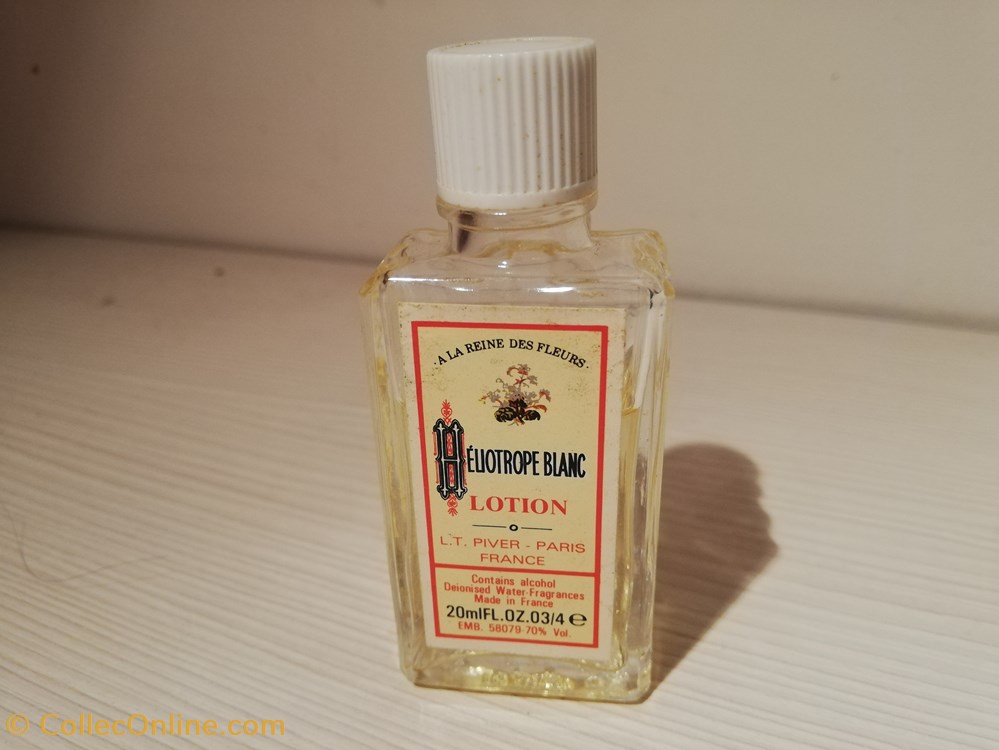 ·A LA REINE DES FLEURS·
HÉLIOTROPE BLANC
LOTION
L.T. PIVER - PARIS
FRANCE
Contains alcohol
Deionised Water-Fragrances
Made in France
20mlFL.OZ.03/4 ℮
EMB. 58079-70% Vol.
© CollecOnline.com